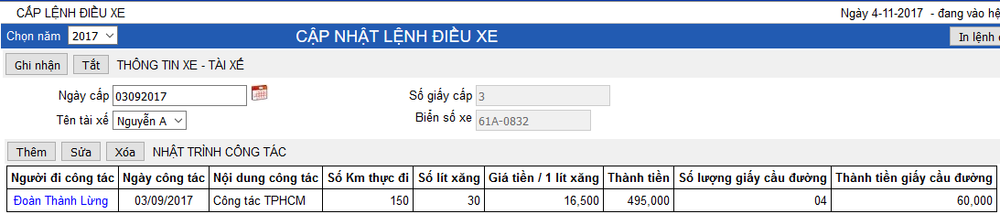 CẤP LỆNH ĐIỀU XE Ngày 4-11-2017 - đang vào hệ
Chọn năm 2017 CẬP NHẬT LỆNH ĐIỀU XE In lệnh
Ghi nhận Tắt THÔNG TIN XE - TÀI XẾ
Ngày cấp 03092017 Số giấy cấp 3
Tên tài xế Nguyễn A Biển số xe 61A-0832
Thêm Sửa Xóa NHẬT TRÌNH CÔNG TÁC
Người đi công tác Ngày công tác Nội dung công tác Số Km thực đi Số lít xăng Giá tiền / 1 lít xăng Thành tiền Số lượng giấy cầu đường Thành tiền giấy cầu đường
Đoàn Thành Lừng 03/09/2017 Công tác TPHCM 150 30 16,500 495,000 04 60,000